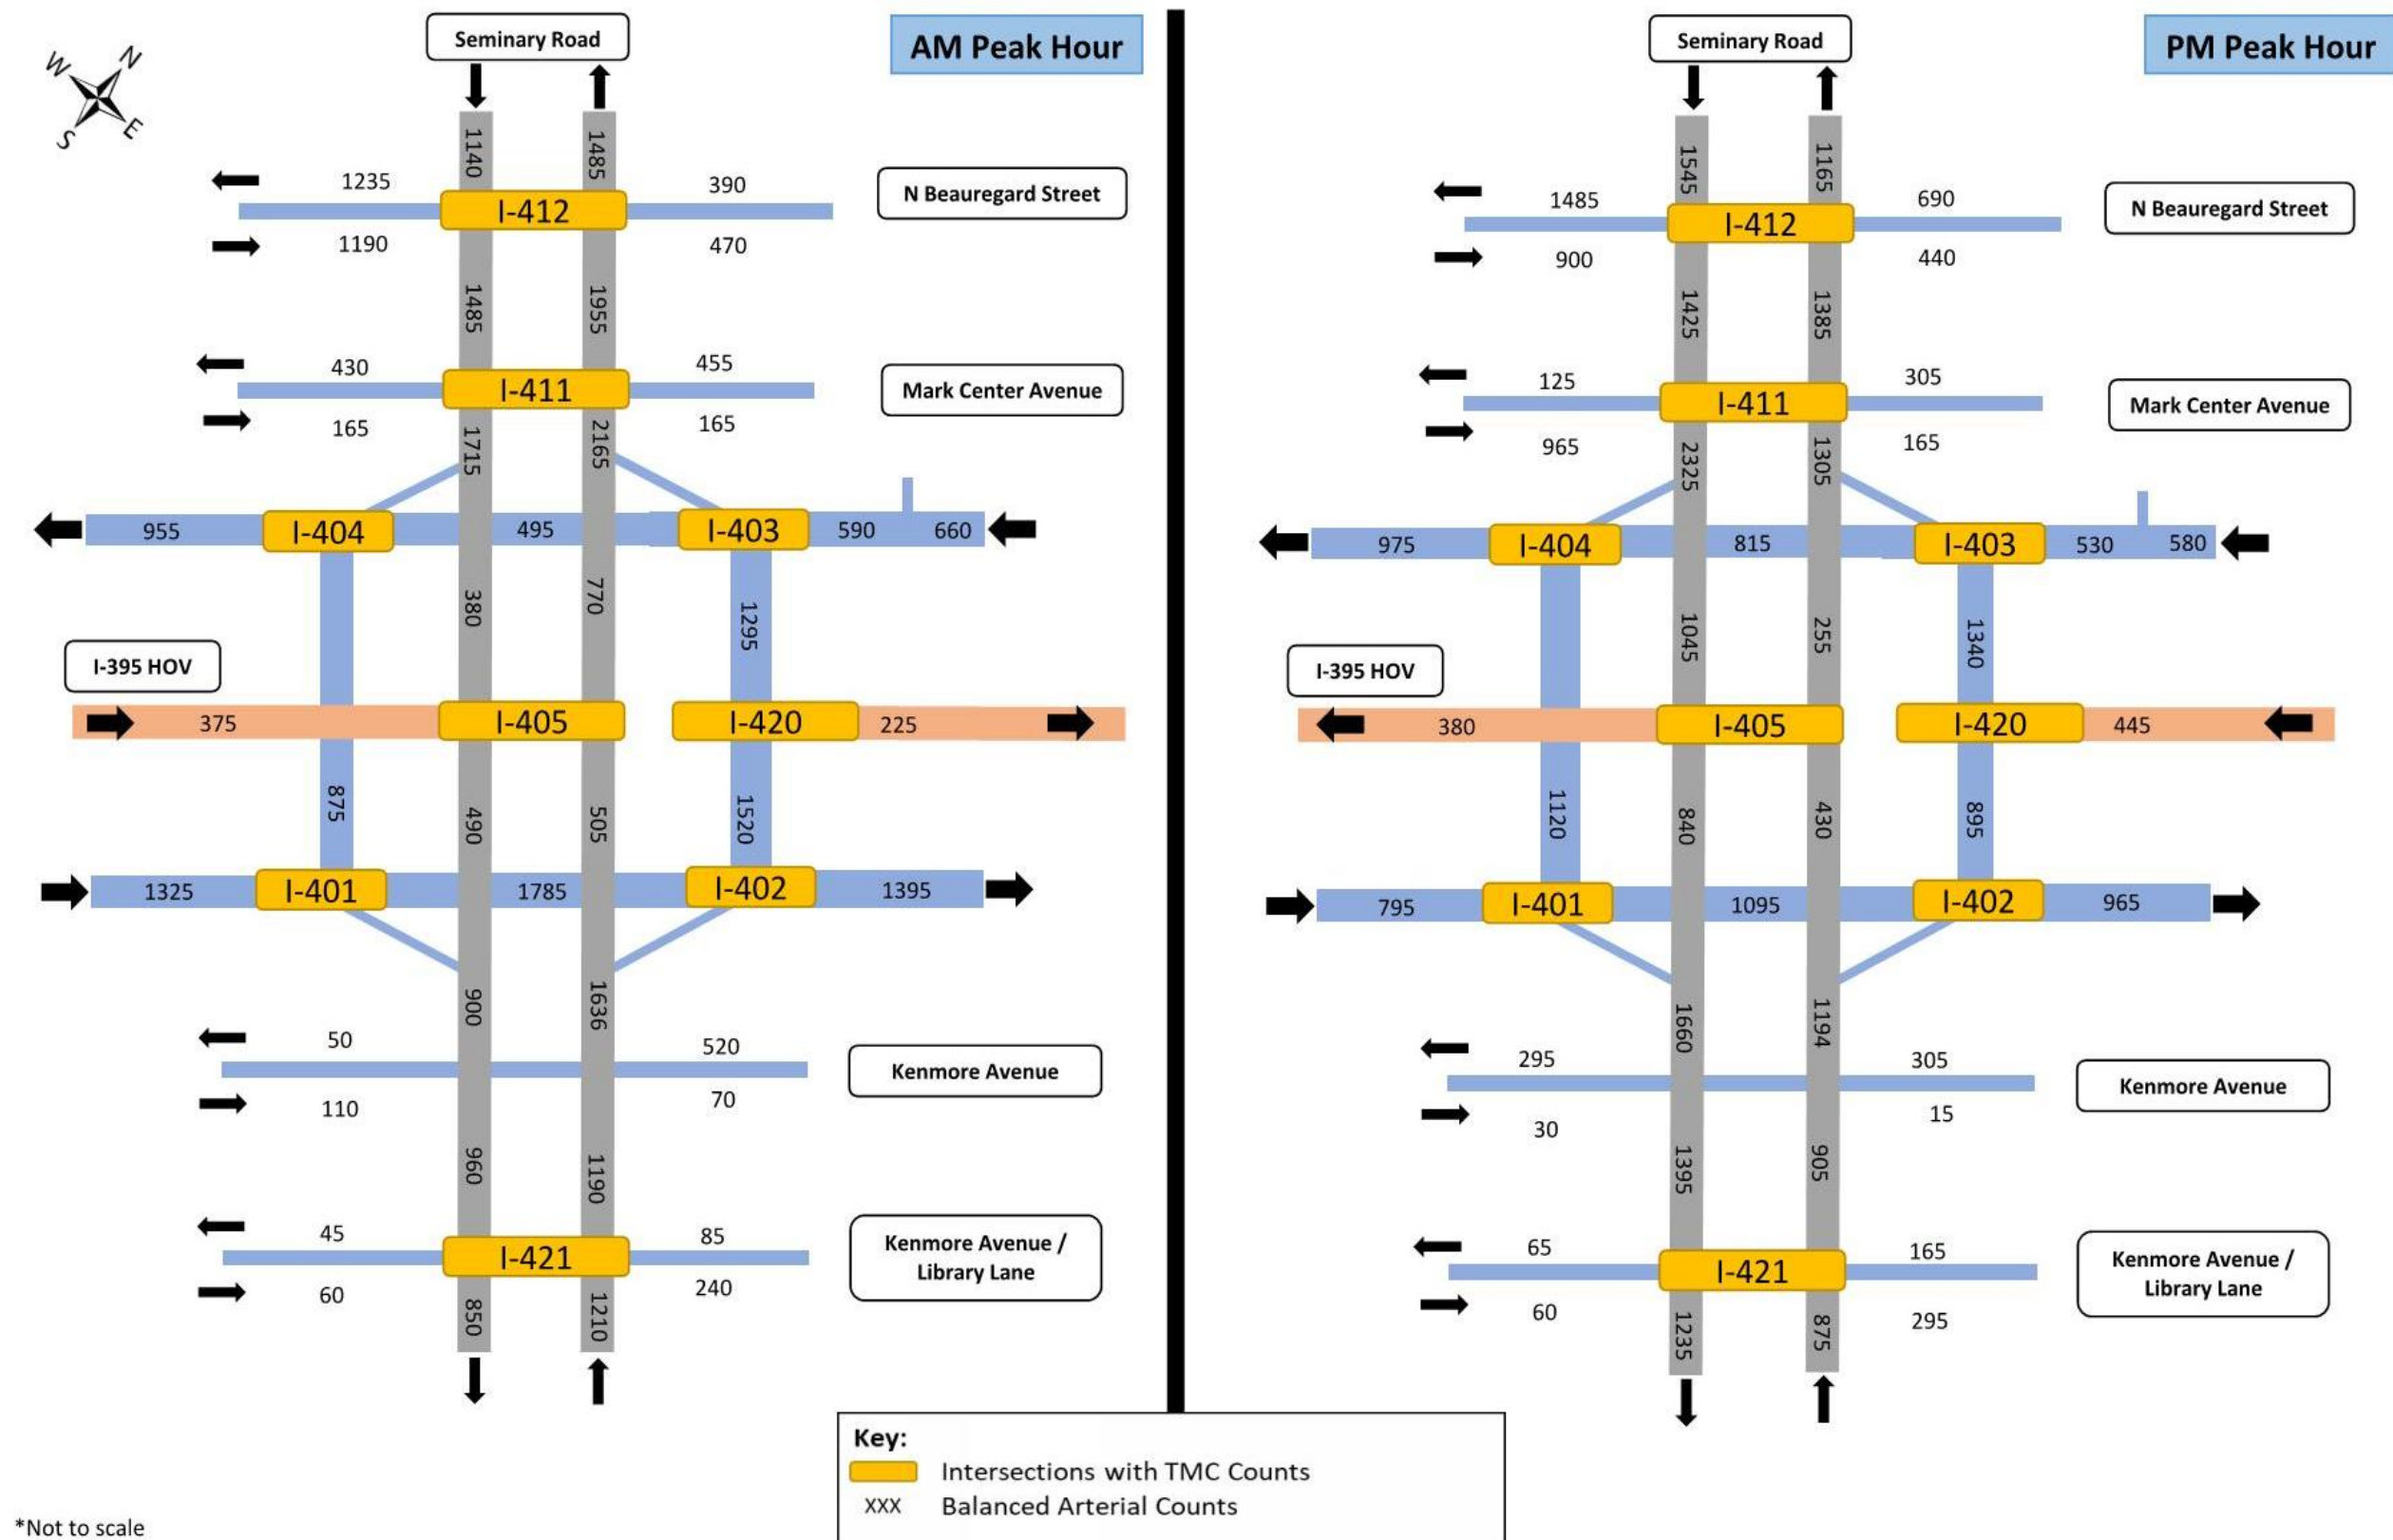 Seminary Road
AM Peak Hour
W N
S E
1140 1485
1235 390
I-412
N Beauregard Street
1190 470
1485 1955
430 455
I-411
Mark Center Avenue
165 165
1715 2165
955 I-404 495 I-403 590 660
380 770 1295
I-395 HOV
375 I-405 I-420 225
875 490 505 1520
1325 I-401 1785 I-402 1395
900 1636
50 520
Kenmore Avenue
110 70
960 1190
45 85
I-421
Kenmore Avenue /
Library Lane
60 240
850 1210
Seminary Road
PM Peak Hour
1545 1165
1485 690
I-412
N Beauregard Street
900 440
1425 1385
125 305
I-411
Mark Center Avenue
965 165
2325 1305
975 I-404 815 I-403 530 580
1045 255 1340
I-395 HOV
380 I-405 I-420 445
1120 840 430 895
795 I-401 1095 I-402 965
1660 1194
295 305
Kenmore Avenue
30 15
1395 905
65 165
I-421
Kenmore Avenue /
Library Lane
60 295
1235 875
Key:
Intersections with TMC Counts
XXX Balanced Arterial Counts
*Not to scale